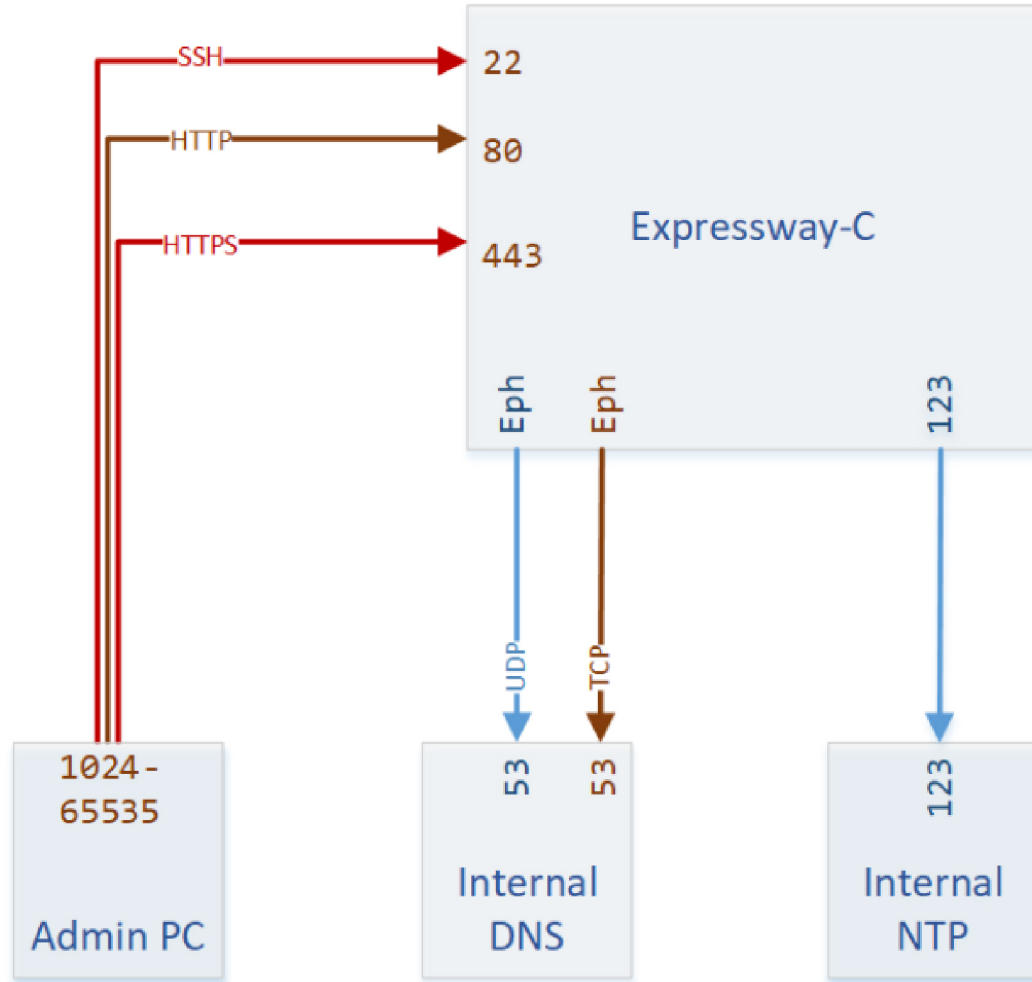 SSH
22
HTTP
80
Expressway-C
HTTPS
443
Eph
Eph
123
UDP
TCP
1024-
65535
53
53
123
Admin PC
Internal
DNS
Internal
NTP